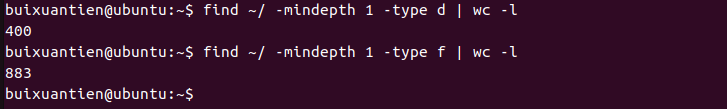 buixuantien@ubuntu:~$ find ~/ -mindepth 1 -type d | wc -l
400
buixuantien@ubuntu:~$ find ~/ -mindepth 1 -type f | wc -l
883
buixuantien@ubuntu:~$